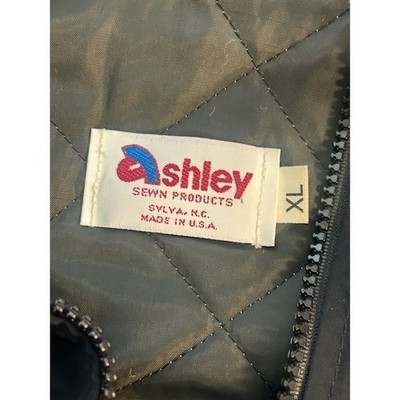 Ashley
SEWN PRODUCTS
SYLVA, N.C.
MADE IN U.S.A.
XL